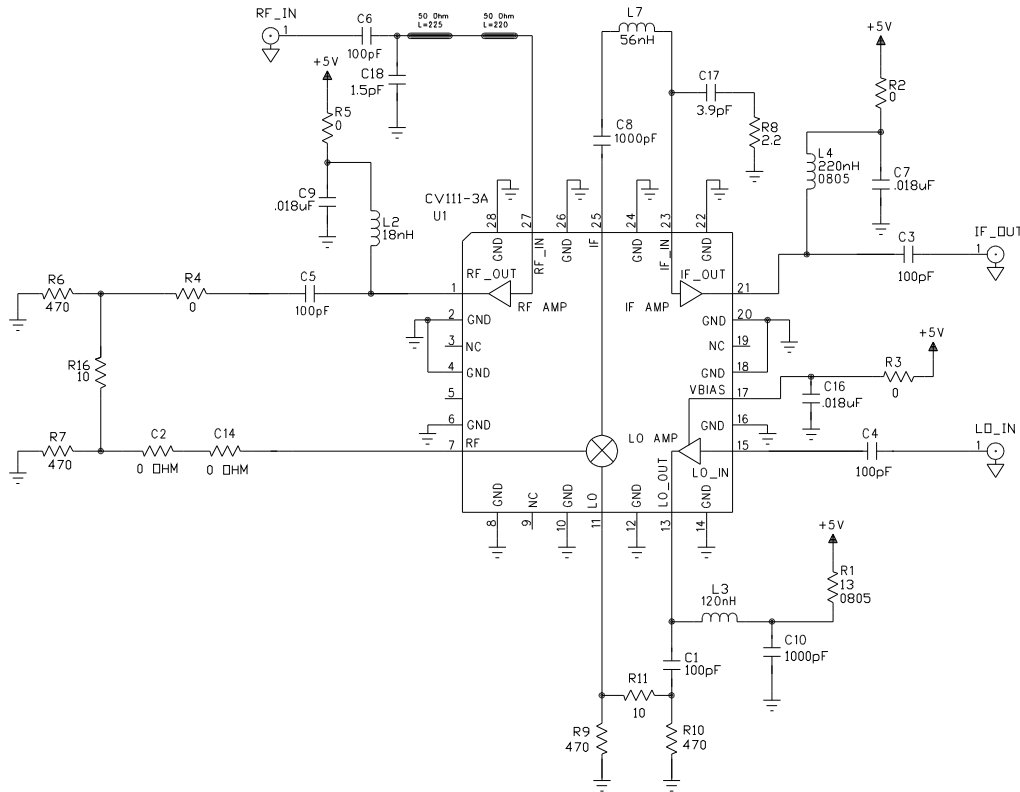 RF_IN
1
C6
100pF
50 Ohm
L=225
50 Ohm
L=220
C18
1.5pF
+5V
R5
0
C9
.018uF
L2
18nH
L7
56nH
C17
3.9pF
R8
2.2
C8
1000pF
+5V
R2
0
L4
220nH
0805
C7
.018uF
C3
100pF
IF_OUT
1
CV111-3A
U1
28
27
26
25
24
23
22
GND
RF_IN
GND
IF
GND
IF_IN
GND
R6
470
R4
0
C5
100pF
1
RF_OUT
RF AMP
IF_OUT
IF AMP
21
2
GND
3
NC
4
GND
5
6
GND
7
RF
GND
20
NC
19
GND
18
VBIAS
17
GND
16
LO AMP
LO_IN
15
+5V
R3
0
C16
.018uF
C4
100pF
LO_IN
1
R16
10
R7
470
C2
0 OHM
C14
0 OHM
GND
NC
GND
LO
GND
LO_OUT
GND
8
9
10
11
12
13
14
+5V
R1
13
0805
L3
120nH
C10
1000pF
C1
100pF
R11
10
R9
470
R10
470